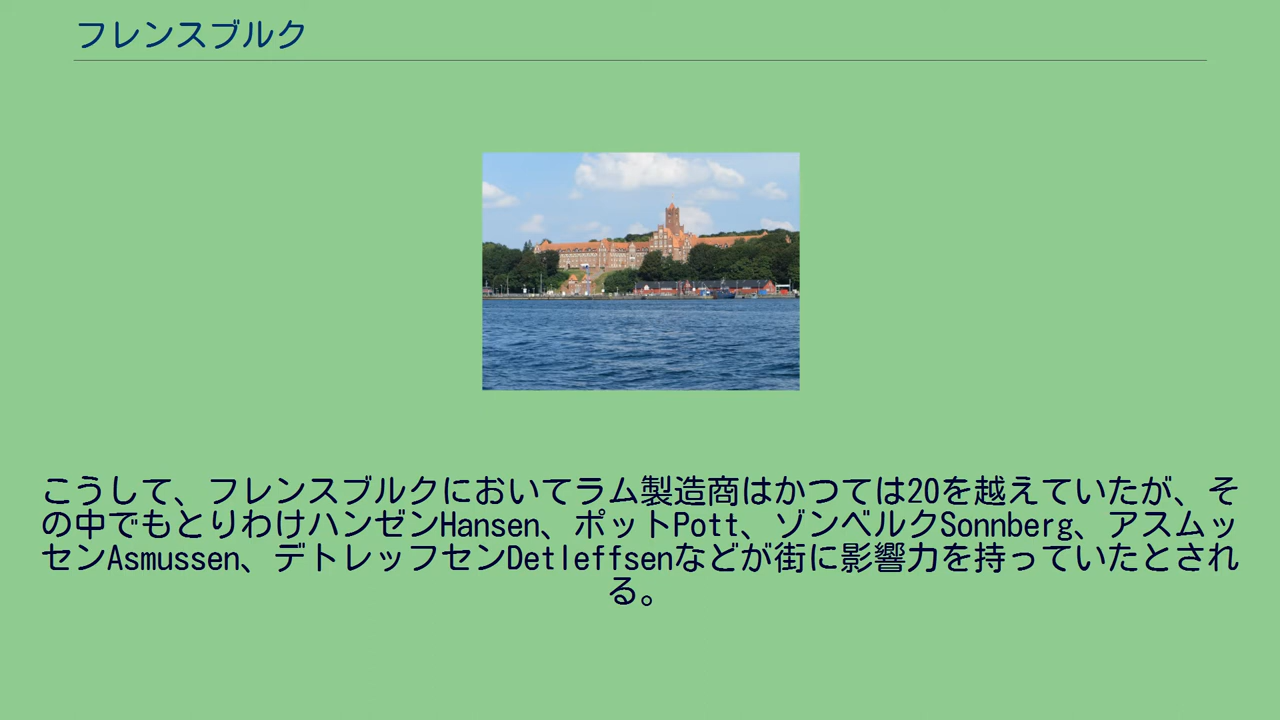 フレンスブルク
こうして、フレンスブルクにおいてラム製造商はかつては20を越えていたが、そ
の中でもとりわけハンゼンHansen、ポットPott、ゾンベルクSonnberg、アスムッ
センAsmussen、デトレッフセンDetleffsenなどが街に影響力を持っていたとされ
る。